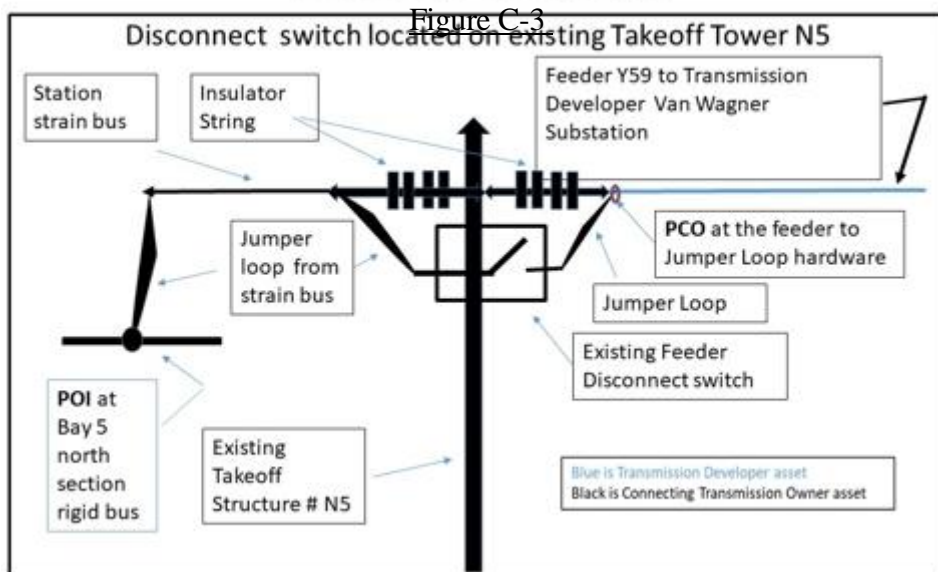 Figure C-3
Disconnect switch located on existing Takeoff Tower N5
Station
strain bus
Insulator
String
Feeder Y59 to Transmission
Developer Van Wagner
Substation
PCO at the feeder to
Jumper Loop hardware
Jumper
loop from
strain bus
Jumper Loop
Existing Feeder
Disconnect switch
POI at
Bay 5
north
section
rigid bus
Existing
Takeoff
Structure # N5
Blue is Transmission Developer asset
Black is Connecting Transmission Owner asset